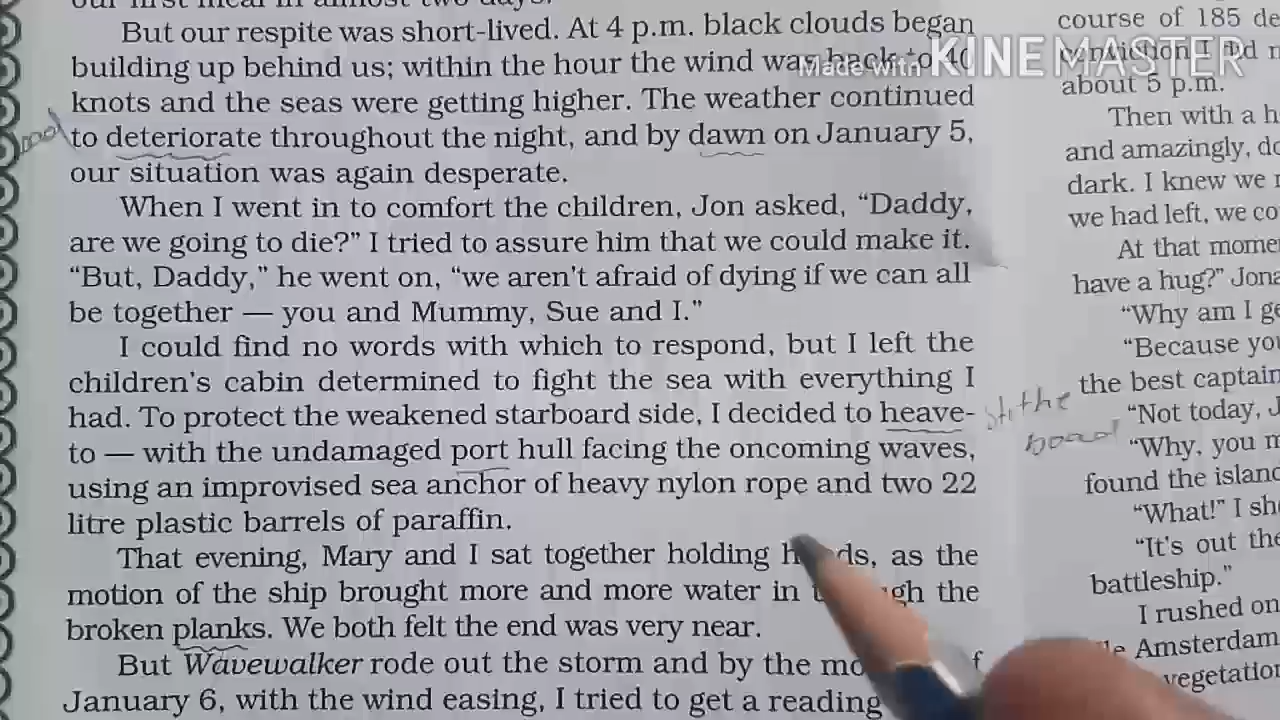 But our respite was short-lived. At 4 p.m. black clouds began
building up behind us; within the hour the wind was back to 40
knots and the seas were getting higher. The weather continued
to deteriorate throughout the night, and by dawn on January 5,
our situation was again desperate.
When I went in to comfort the children, Jon asked, “Daddy,
are we going to die?” I tried to assure him that we could make it.
“But, Daddy,” he went on, “we aren't afraid of dying if we can all
be together — you and Mummy, Sue and I.”
I could find no words with which to respond, but I left the
children's cabin determined to fight the sea with everything I
had. To protect the weakened starboard side, I decided to heave-
to — with the undamaged port hull facing the oncoming waves,
using an improvised sea anchor of heavy nylon rope and two 22
litre plastic barrels of paraffin.
That evening, Mary and I sat together holding as the
motion of the ship brought more and more water in the
broken planks. We both felt the end was very near.
But Wavewalker rode out the storm and by the
January 6, with the wind easing, I tried to get a reading
course of 185
about 5 p.m.
Then with a
and amazingly,
dark. I knew we
we had left, we
At that
have a hug?”
“Why am I
“Because
the best captain
“Not today,
“Why, you
found the island
“What!” I
“It's out the
battleship.”
I rushed on
Amsterdam
vegetation
Made with KINEMASTER
the